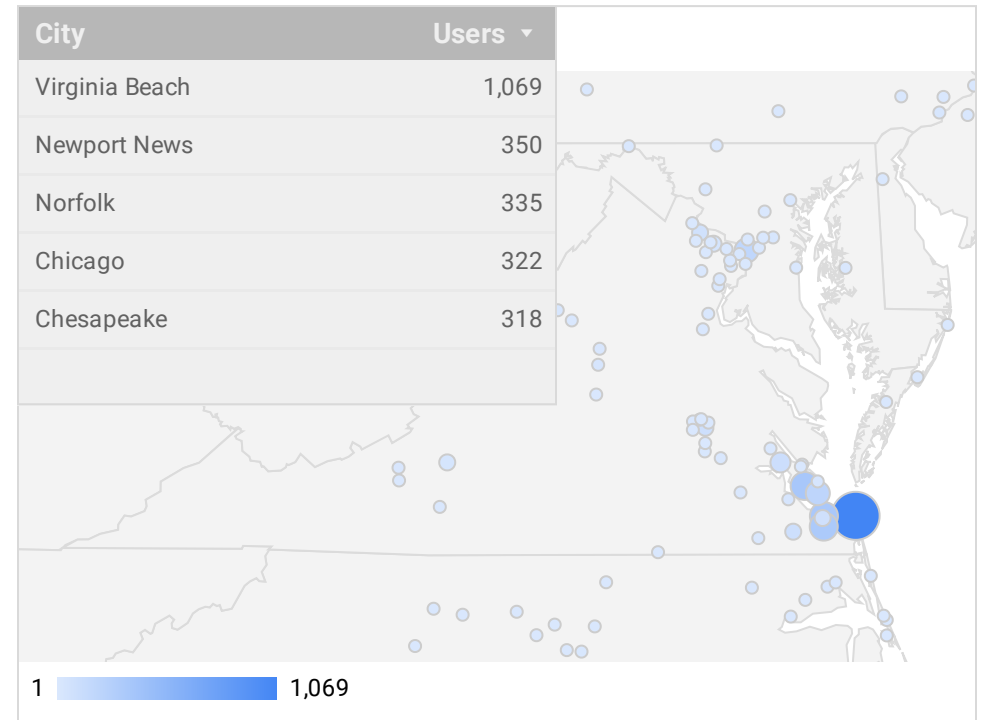 City Users
Virginia Beach 1,069
Newport News 350
Norfolk 335
Chicago 322
Chesapeake 318
1 1,069